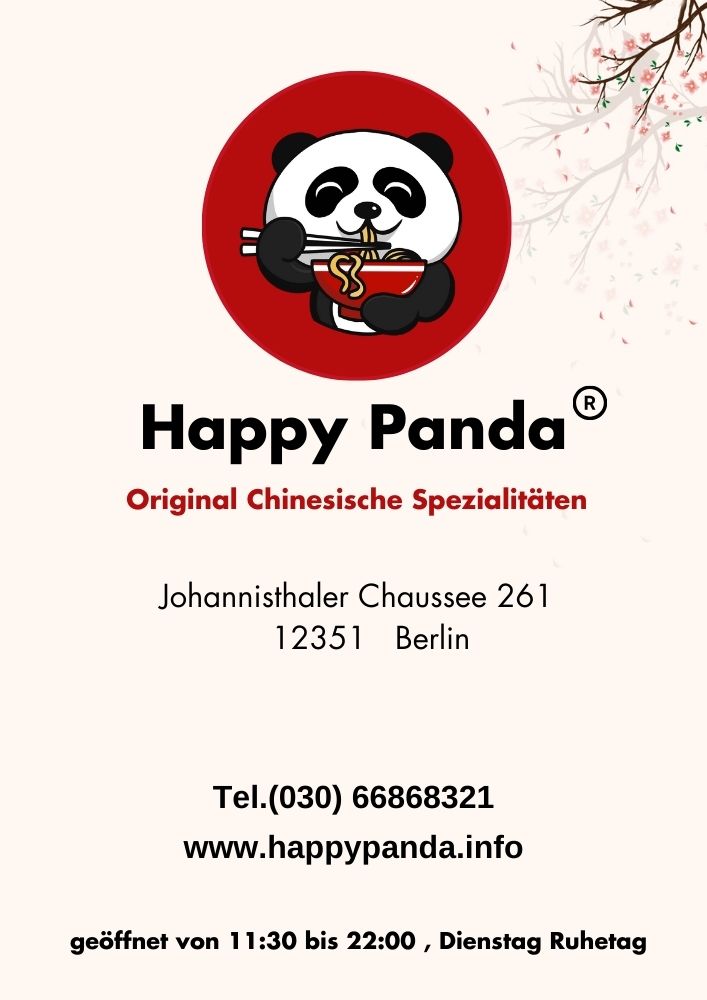 Happy Panda®
Original Chinesische Spezialitäten
Johannisthaler Chaussee 261
12351 Berlin
Tel.(030) 66868321
www.happypanda.info
geöffnet von 11:30 bis 22:00 , Dienstag Ruhetag